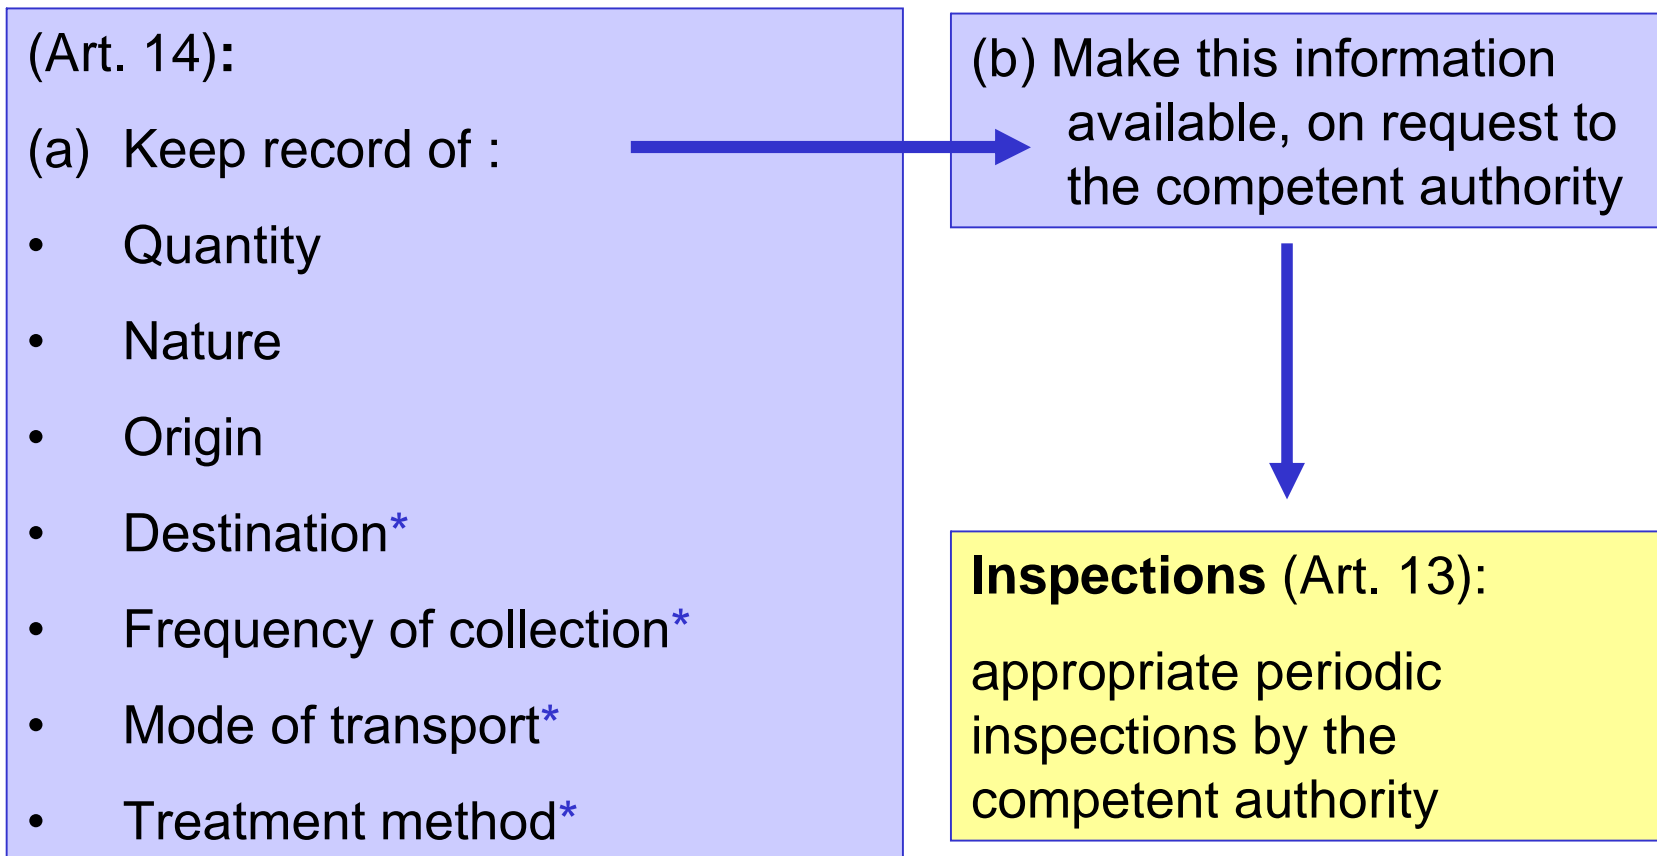 (Art. 14):
(a) Keep record of :
• Quantity
• Nature
• Origin
• Destination*
• Frequency of collection*
• Mode of transport*
• Treatment method*
(b) Make this information
available, on request to
the competent authority
Inspections (Art. 13):
appropriate periodic
inspections by the
competent authority